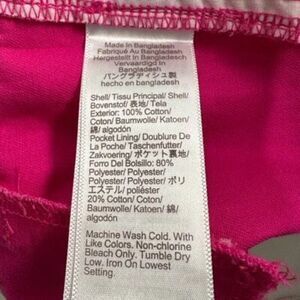 Made In Bangladesh
Fabriqué Au Bangladesh
Hergestellt In Bangladesch
Vervaardigd In
Bangladesh
バングラディシュ製
hecho en bangladesh
Shell/ Tissu Principal/ Shell/
Bovenstof/ 表地/ Tela
Exterior: 100% Cotton/
Coton/ Baumwolle/ Katoen/
綿/ algodón
Pocket Lining/ Doublure De
La Poche/ Taschenfutter/
Zakvoering/ ポケット裏地/
Forro Del Bolsillo: 80%
Polyester/ Polyester/
Polyester/ Polyester/ ポリ
エステル/ poliéster
20% Cotton/ Coton/
Baumwolle/ Katoen/ 綿/
algodón
Machine Wash Cold. With
Like Colors. Non-chlorine
Bleach Only. Tumble Dry
Low. Iron On Lowest
Setting.